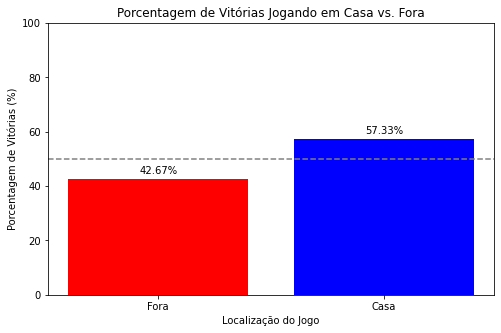 Porcentagem de Vitórias Jogando em Casa vs. Fora
Porcentagem de Vitórias (%)
100
80
60
40
20
0
42.67%
57.33%
Fora
Casa
Localização do Jogo